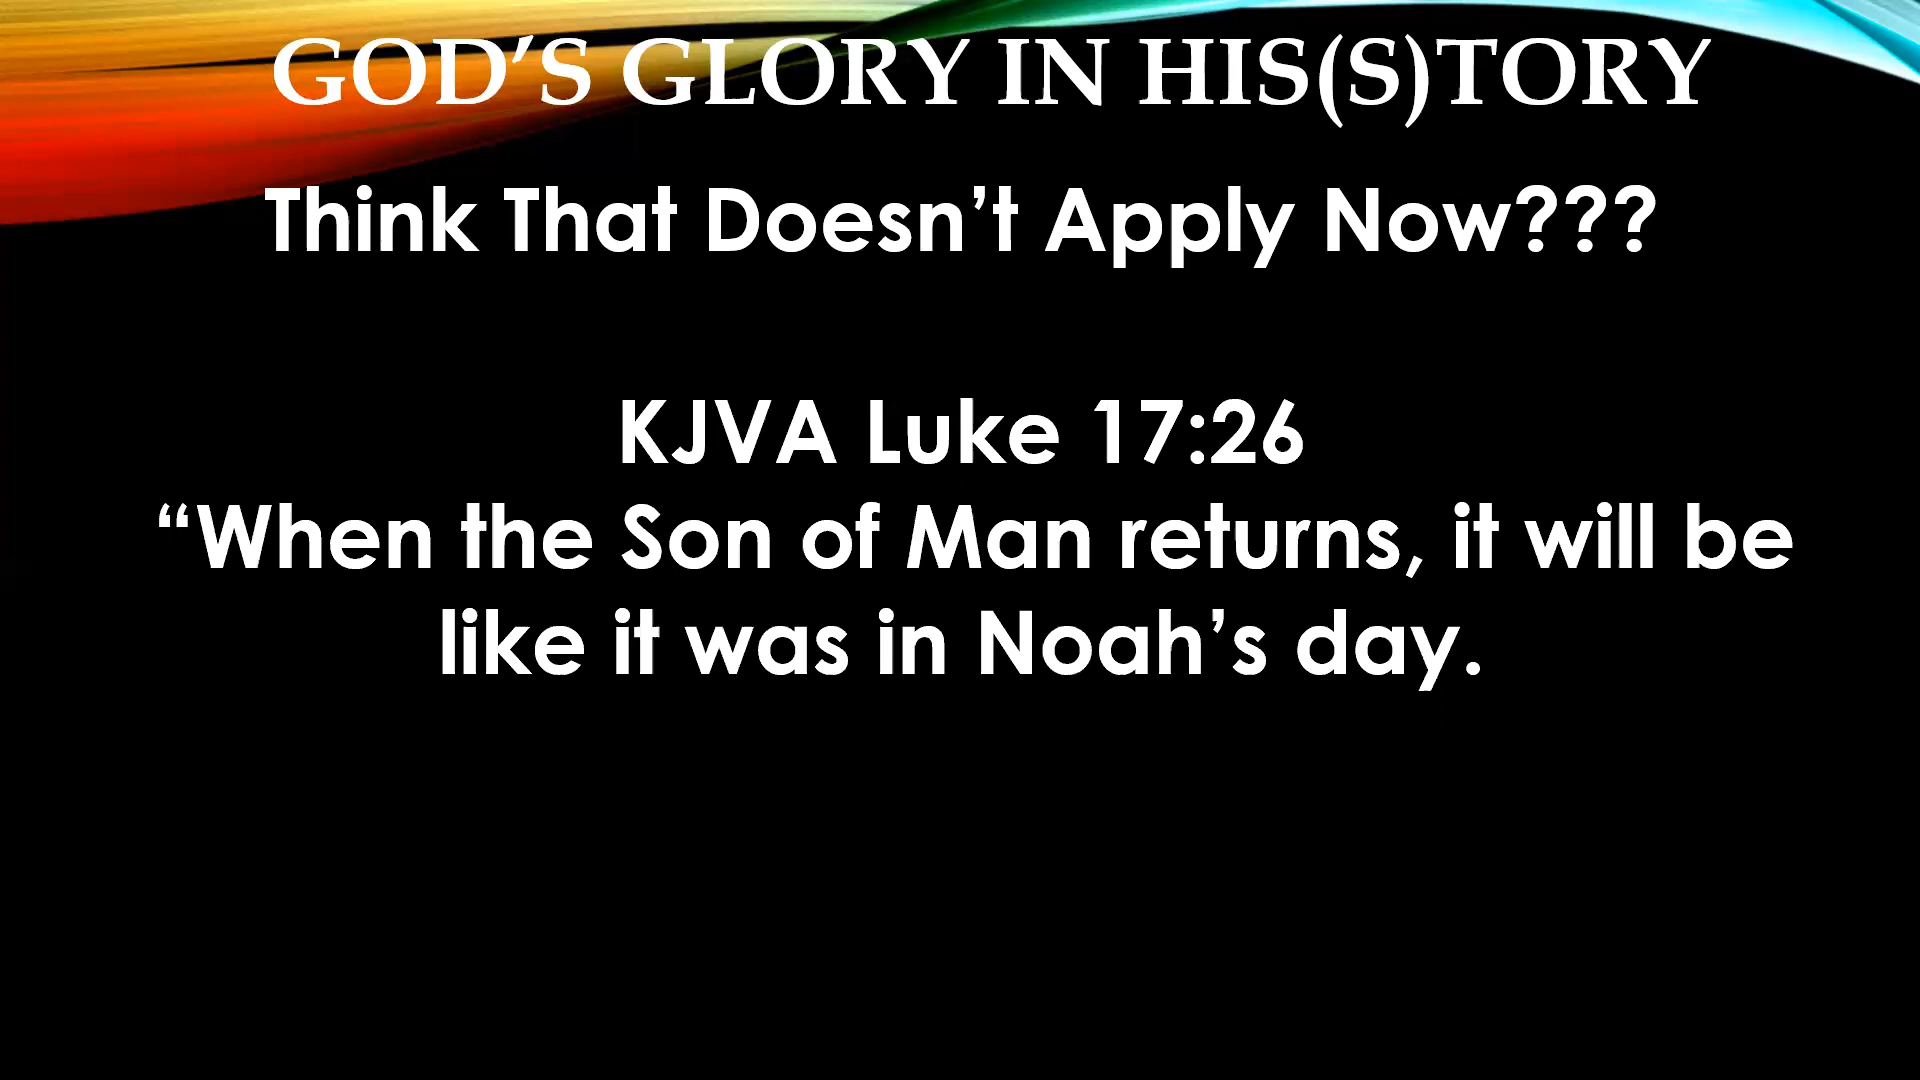 GOD’S GLORY IN HIS(S)TORY
Think That Doesn’t Apply Now???
KJVA Luke 17:26
“When the Son of Man returns, it will be
like it was in Noah’s day.